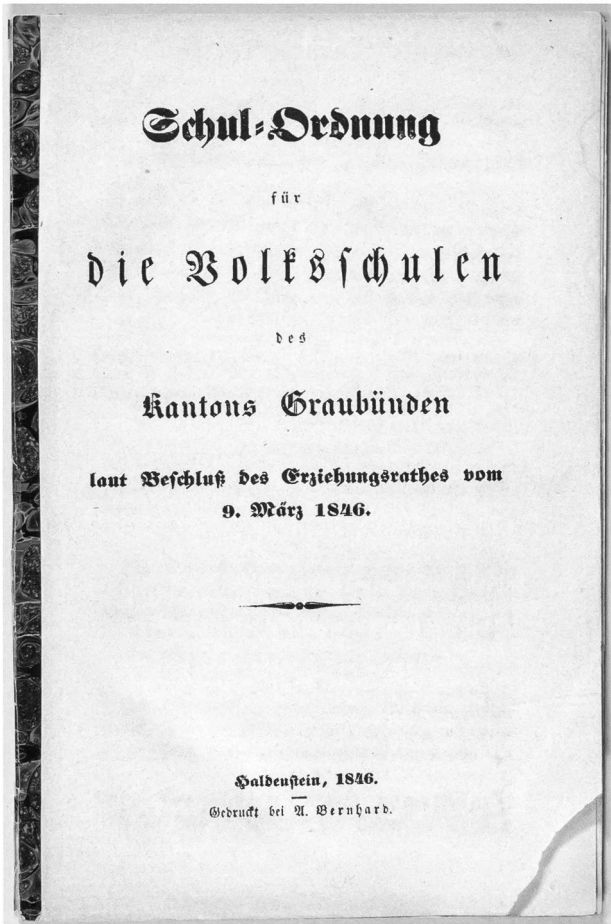 Schul-Ordnung
für
die Volksschulen
des
Kantons Graubünden
laut Beschluß des Erziehungsrathes vom
9. März 1846.
Haldenstein, 1846.
Gedruckt bei A. Bernhard.